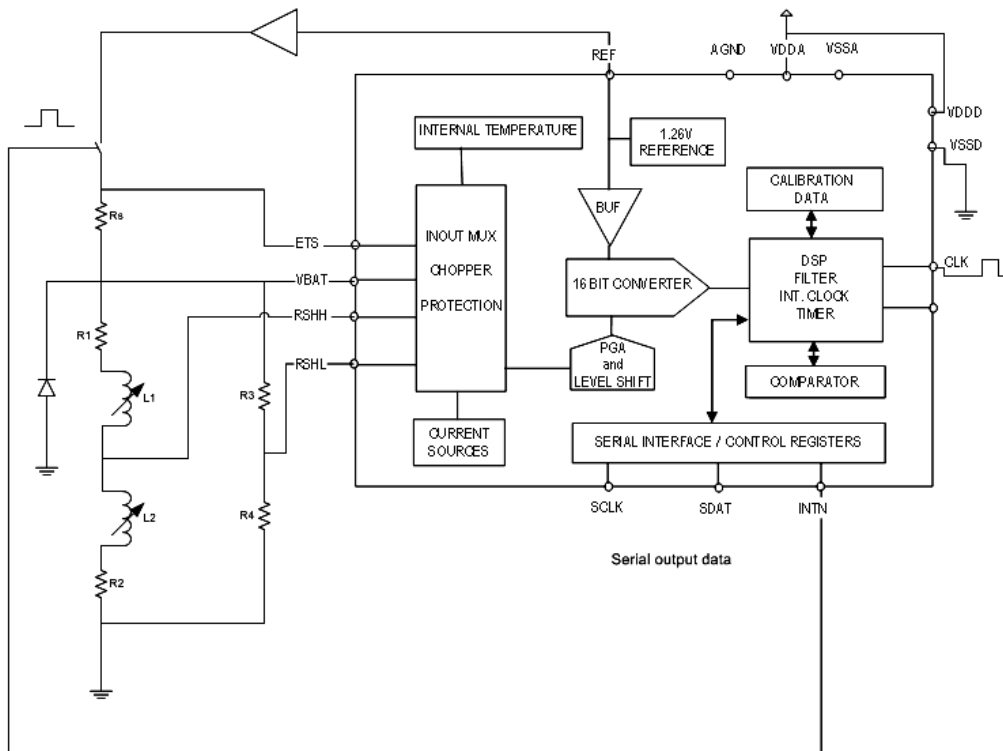 REF
AGND
VDDA
VSSA
VDDD
VSSD
INTERNAL TEMPERATURE
1.26V
REFERENCE
CALIBRATION
DATA
Rs
BUF
ETS
INOUT MUX
CHOPPER
PROTECTION
DSP
FILTER
INT. CLOCK
TIMER
CLK
VBAT
16 BIT CONVERTER
RSHH
R1
RSHL
PGA
and
LEVEL SHIFT
COMPARATOR
L1
R3
CURRENT
SOURCES
SERIAL INTERFACE / CONTROL REGISTERS
L2
R4
SCLK
SDAT
INTN
R2
Serial output data